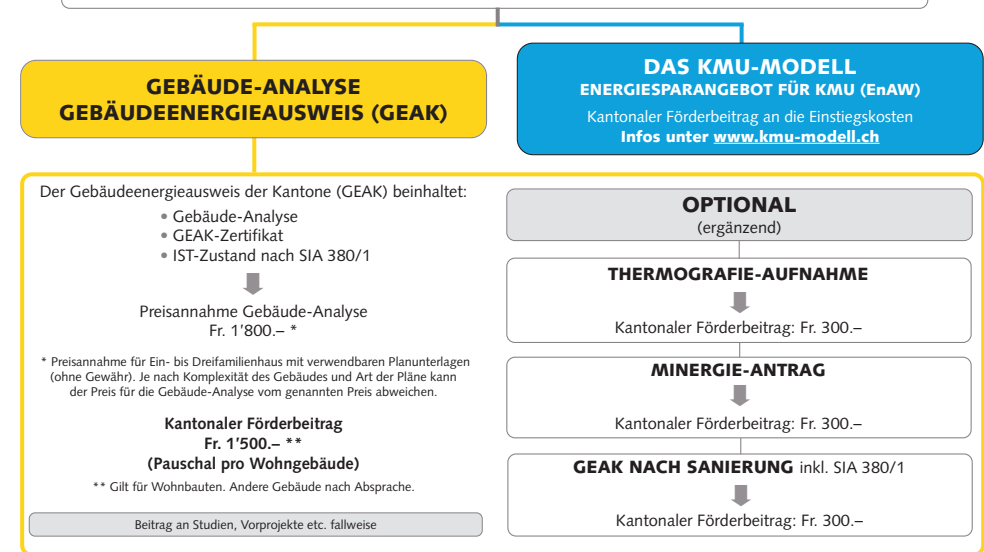 GEBÄUDE-ANALYSE
GEBÄUDEENERGIEAUSWEIS (GEAK)
DAS KMU-MODELL
ENERGIESPARANGEBOT FÜR KMU (EnAW)
Kantonaler Förderbeitrag an die Einstiegskosten
Infos unter www.kmu-modell.ch
Der Gebäudeenergieausweis der Kantone (GEAK) beinhaltet:
• Gebäude-Analyse
• GEAK-Zertifikat
• IST-Zustand nach SIA 380/1
Preisannahme Gebäude-Analyse
Fr. 1’800.– *
* Preisannahme für Ein- bis Dreifamilienhaus mit verwendbaren Planunterlagen
(ohne Gewähr). Je nach Komplexität des Gebäudes und Art der Pläne kann
der Preis für die Gebäude-Analyse vom genannten Preis abweichen.
Kantonaler Förderbeitrag
Fr. 1’500.– **
(Pauschal pro Wohngebäude)
** Gilt für Wohnbauten. Andere Gebäude nach Absprache.
Beitrag an Studien, Vorprojekte etc. fallweise
OPTIONAL
(ergänzend)
THERMOGRAFIE-AUFNAHME
Kantonaler Förderbeitrag: Fr. 300.–
MINERGIE-ANTRAG
Kantonaler Förderbeitrag: Fr. 300.–
GEAK NACH SANIERUNG inkl. SIA 380/1
Kantonaler Förderbeitrag: Fr. 300.–